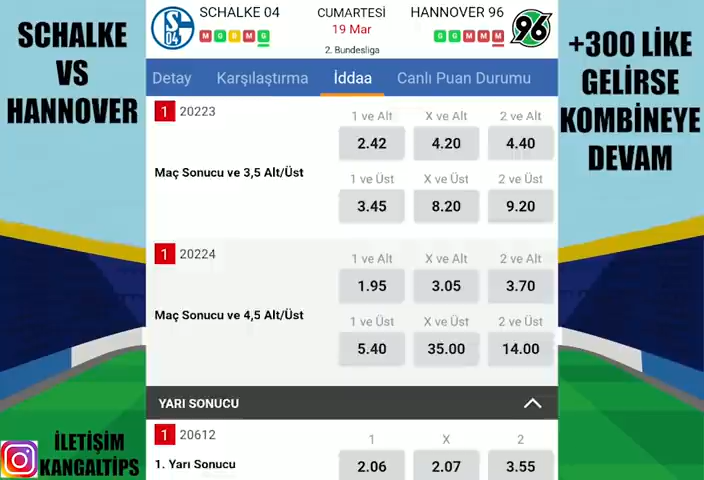 SCHALKE
VS
HANNOVER
SCHALKE 04
M G B M G
CUMARTESİ
19 Mar
2. Bundesliga
HANNOVER 96
G G M M M
+300 LİKE
GELİRSE
KOMBİNEYE
DEVAM
Detay Karşılaştırma İddaa Canlı Puan Durumu
1 20223
1 ve Alt X ve Alt 2 ve Alt
2.42 4.20 4.40
Maç Sonucu ve 3,5 Alt/Üst
1 ve Üst X ve Üst 2 ve Üst
3.45 8.20 9.20
1 20224
1 ve Alt X ve Alt 2 ve Alt
1.95 3.05 3.70
Maç Sonucu ve 4,5 Alt/Üst
1 ve Üst X ve Üst 2 ve Üst
5.40 35.00 14.00
YARI SONUCU
1 20612
1 X 2
1. Yarı Sonucu
2.06 2.07 3.55
İLETİŞİM
KANGALTİPS